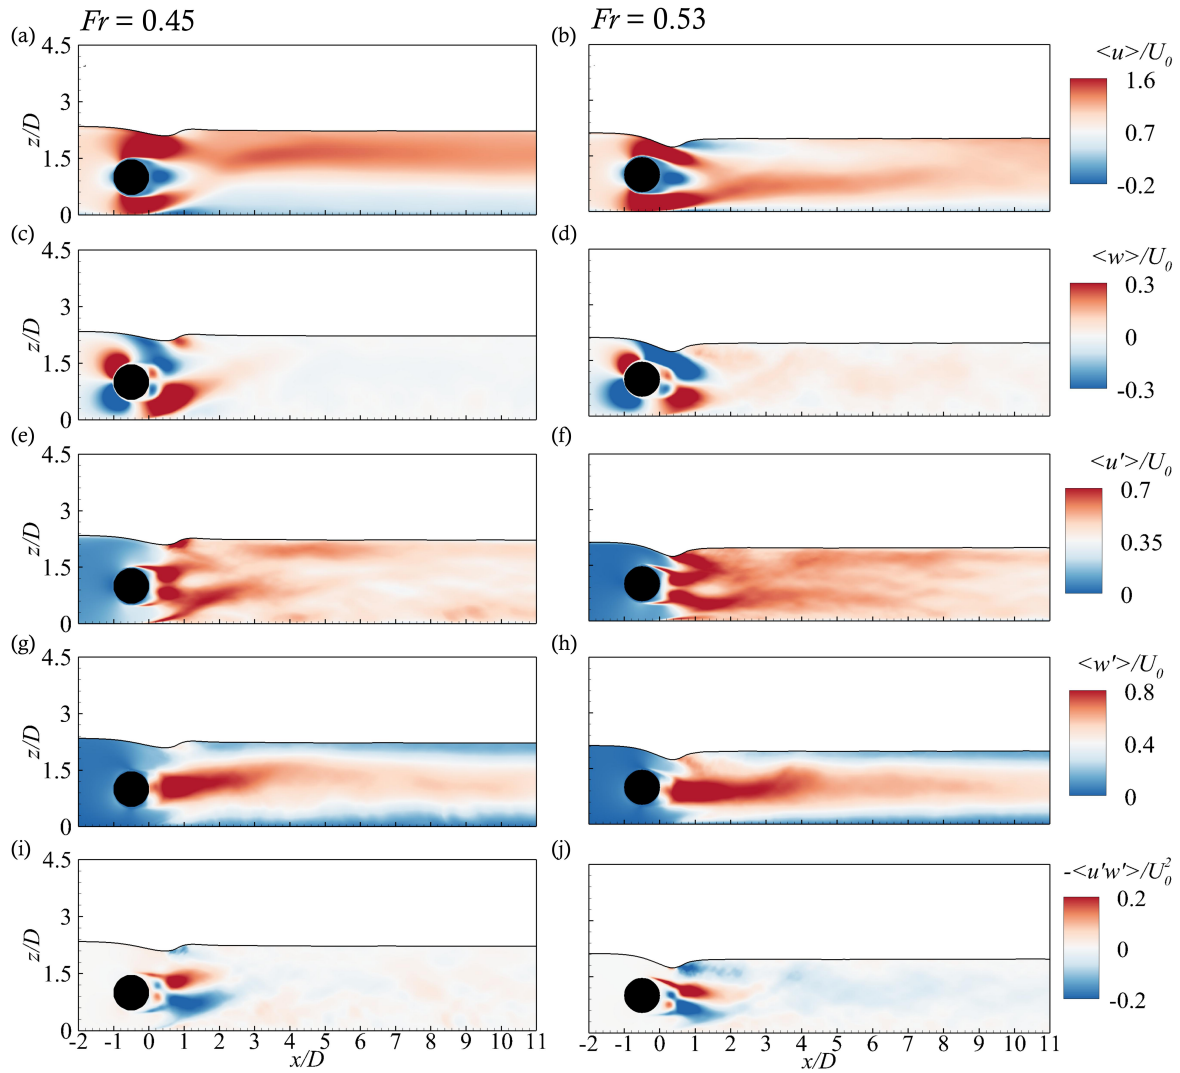 Fr = 0.45
Fr = 0.53
(a)
4.5
3
1.5
0
z/D
(b)
<u>/U₀
1.6
0.7
-0.2
(c)
4.5
3
1.5
0
z/D
(d)
<w>/U₀
0.3
0
-0.3
(e)
4.5
3
1.5
0
z/D
(f)
<u'>/U₀
0.7
0.35
0
(g)
4.5
3
1.5
0
z/D
(h)
<w'>/U₀
0.8
0.4
0
(i)
4.5
3
1.5
0
z/D
-2 -1 0 1 2 3 4 5 6 7 8 9 10 11
x/D
(j)
-2 -1 0 1 2 3 4 5 6 7 8 9 10 11
x/D
-<u'w'>/U₀²
0.2
0
-0.2